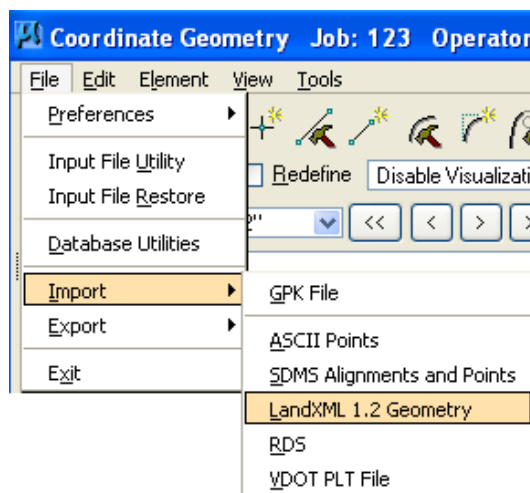 Coordinate Geometry Job: 123 Operator
File Edit Element View Tools
Preferences
Input File Utility
Redefine Disable Visualizati
Input File Restore
2" << < >
Database Utilities
Import
GPK File
Export
ASCII Points
Exit
SDMS Alignments and Points
LandXML 1.2 Geometry
RDS
VDOT PLT File